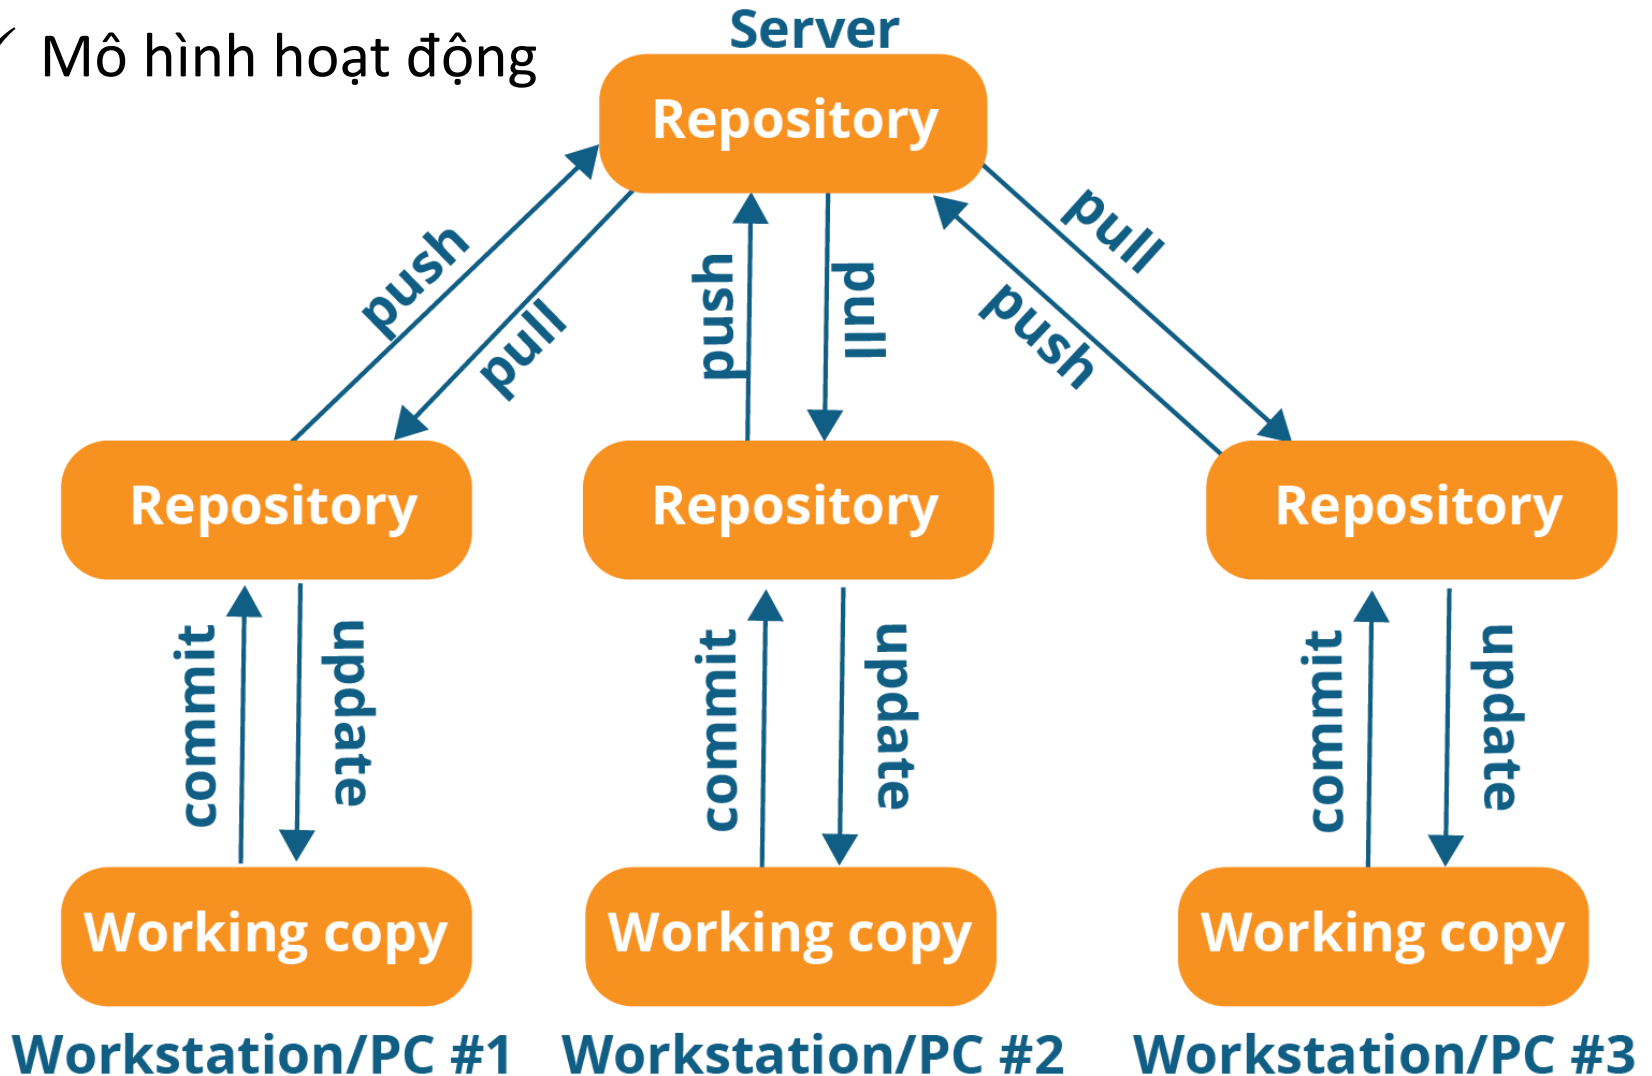 ✓ Mô hình hoạt động
Server
Repository
push
pull
push
pull
push
pull
Repository
Repository
Repository
commit
update
commit
update
commit
update
Working copy
Working copy
Working copy
Workstation/PC #1
Workstation/PC #2
Workstation/PC #3